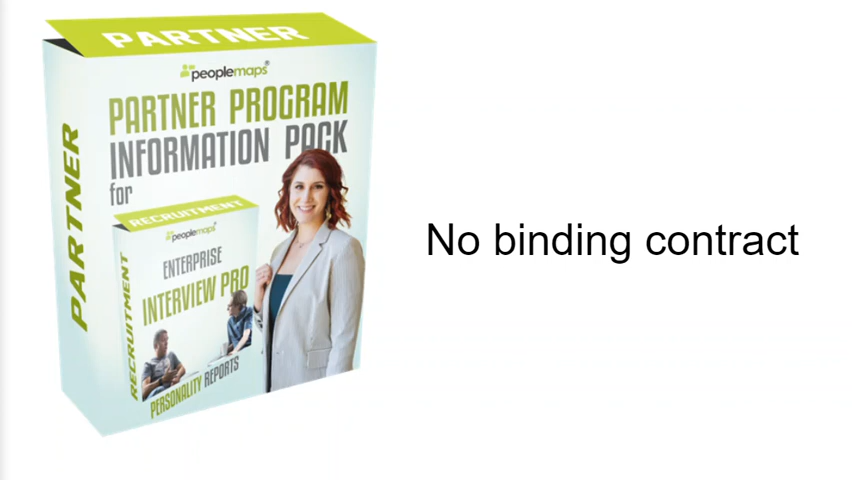 PARTNER
PARTNER
peoplemaps®
PARTNER PROGRAM
INFORMATION PACK
for
RECRUITMENT
peoplemaps®
RECRUITMENT
ENTERPRISE
INTERVIEW PRO
PERSONALITY REPORTS
No binding contract